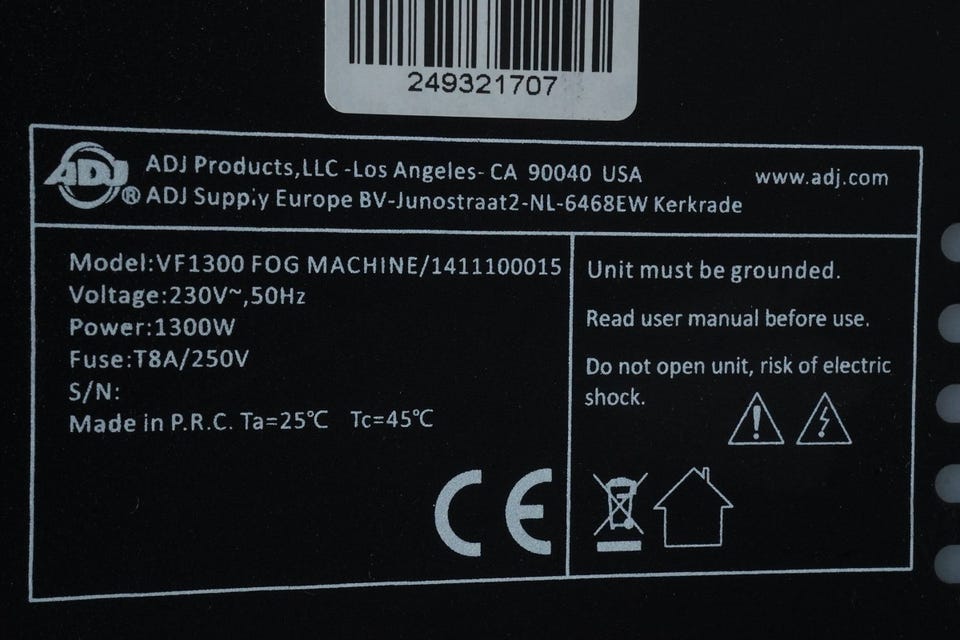 249321707
ADJ
ADJ Products,LLC -Los Angeles- CA 90040 USA
www.adj.com
® ADJ Supp:y Europe BV-Junostraat2-NL-6468EW Kerkrade
Model:VF1300 FOG MACHINE/1411100015
Voltage:230V~,50Hz
Power:1300W
Fuse:T8A/250V
S/N:
Made in P.R.C. Ta=25℃ Tc=45℃
CE
Unit must be grounded.
Read user manual before use.
Do not open unit, risk of electric
shock.